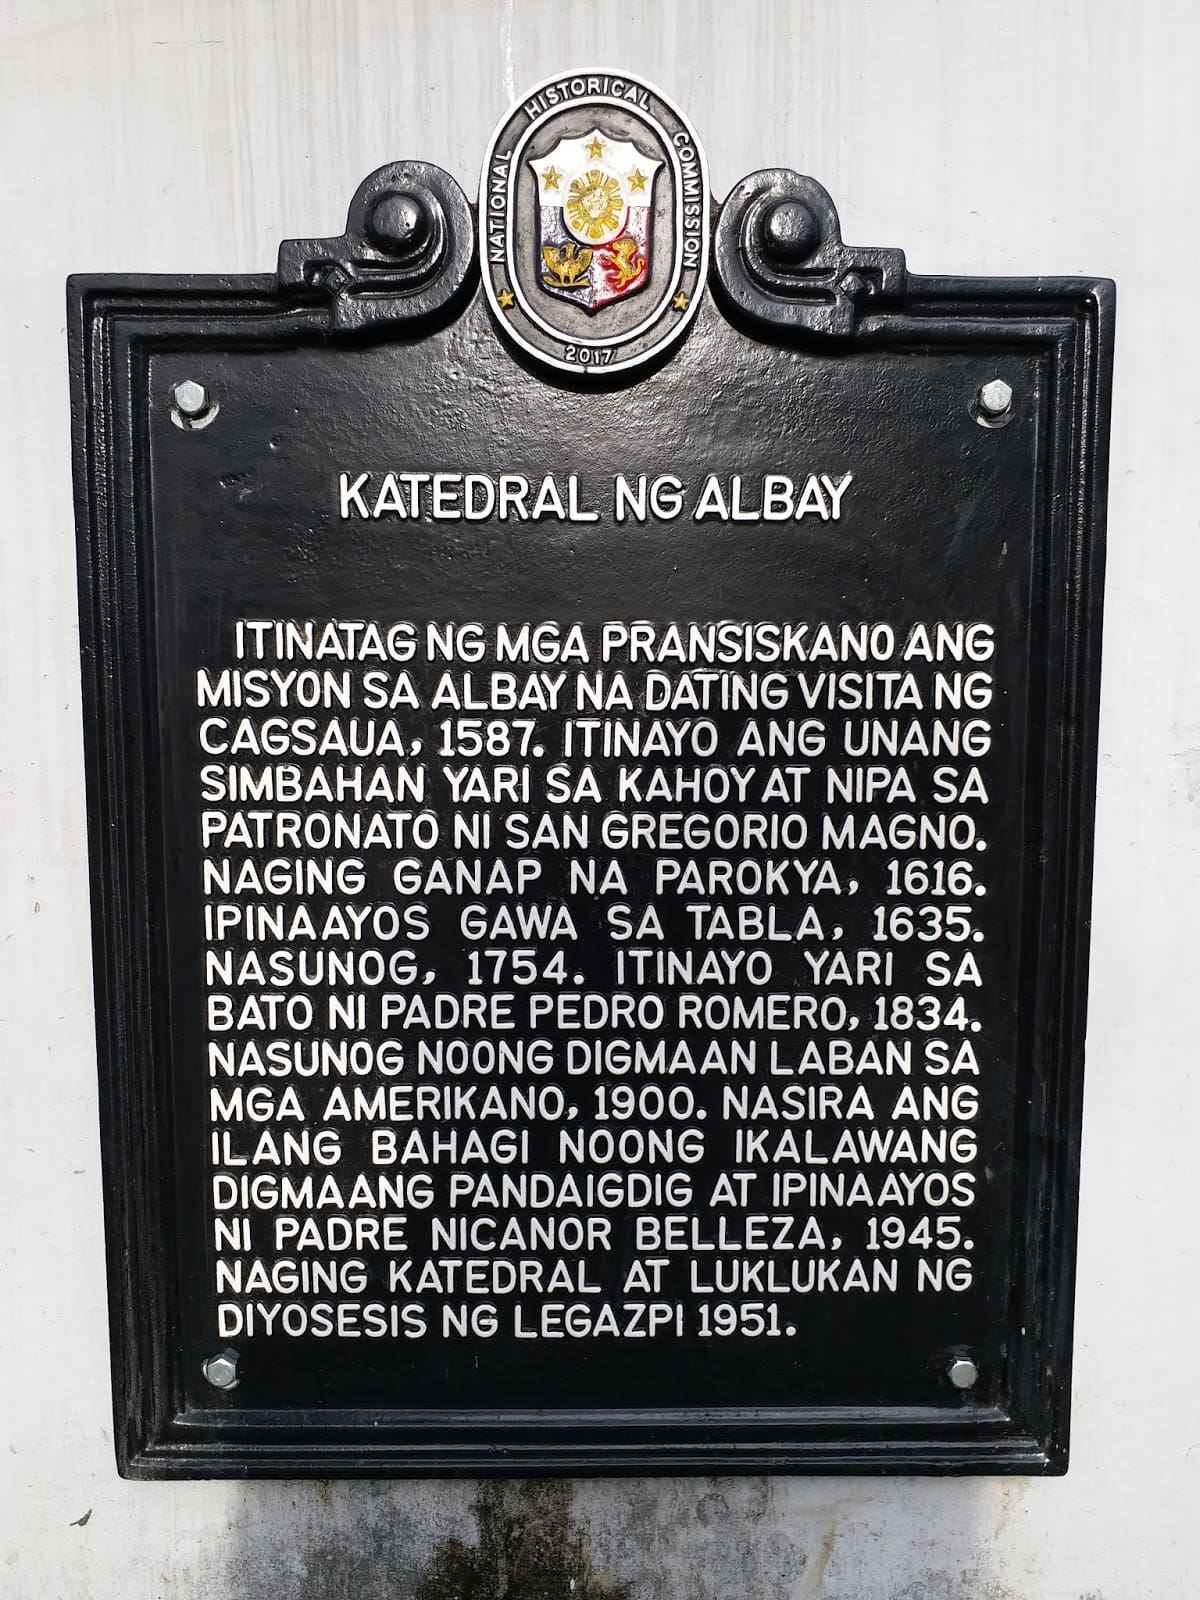 NATIONAL HISTORICAL COMMISSION
2017
KATEDRAL NG ALBAY
ITINATAG NG MGA PRANSISKANO ANG
MISYON SA ALBAY NA DATING VISITA NG
CAGSAUA, 1587. ITINAYO ANG UNANG
SIMBAHAN YARI SA KAHOY AT NIPA SA
PATRONATO NI SAN GREGORIO MAGNO.
NAGING GANAP NA PAROKYA, 1616.
IPINAAYOS GAWA SA TABLA, 1635.
NASUNOG, 1754. ITINAYO YARI SA
BATO NI PADRE PEDRO ROMERO, 1834.
NASUNOG NOONG DIGMAAN LABAN SA
MGA AMERIKANO, 1900. NASIRA ANG
ILANG BAHAGI NOONG IKALAWANG
DIGMAANG PANDAIGDIG AT IPINAAYOS
NI PADRE NICANOR BELLEZA, 1945.
NAGING KATEDRAL AT LUKLUKAN NG
DIYOSESIS NG LEGAZPI 1951.